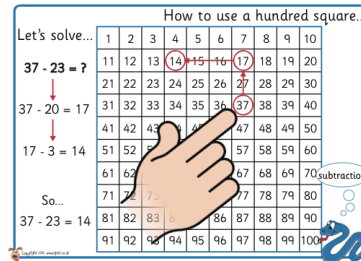 How to use a hundred square...
Let's solve...
37 - 23 = ?
37 - 20 = 17
17 - 3 = 14
So...
37 - 23 = 14
1 2 3 4 5 6 7 8 9 10
11 12 13 14 15 16 17 18 19 20
21 22 23 24 25 26 27 28 29 30
31 32 33 34 35 36 37 38 39 40
41 42 43 47 48 49 50
51 52 57 58 59 60
61 62 67 68 69 70
71 72 73 77 78 79 80
81 82 83 86 87 88 89 90
91 92 93 94 95 96 97 98 99 100
subtractio